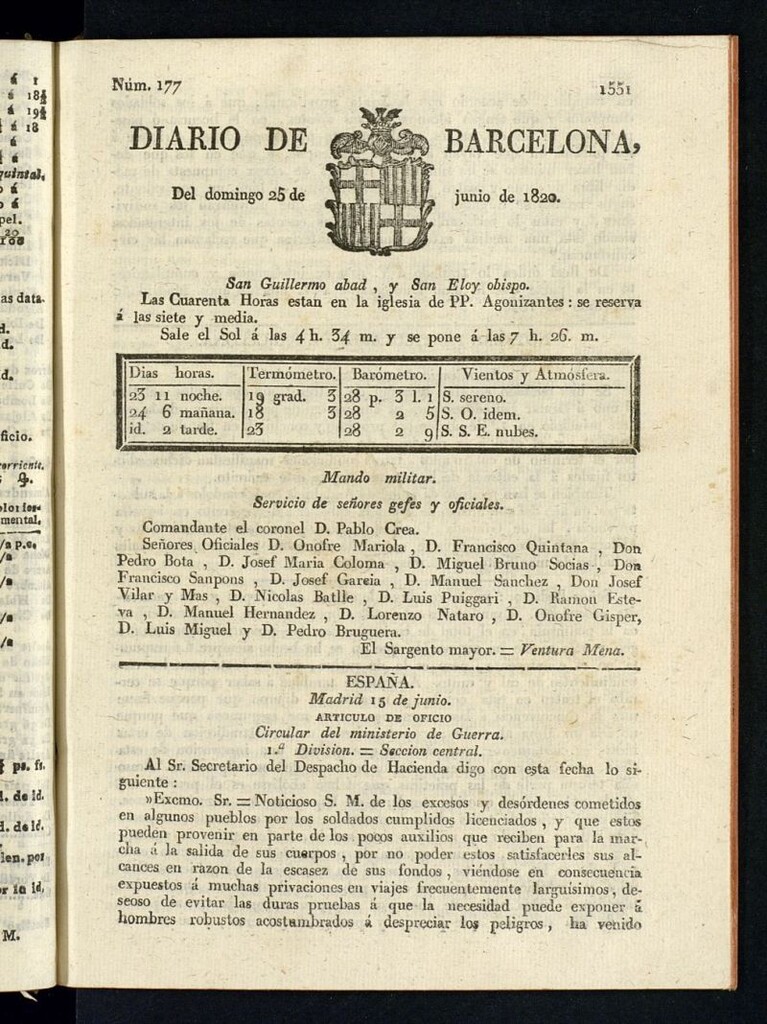 Núm. 177
1551
DIARIO DE BARCELONA,
Del domingo 25 de junio de 1820.
San Guillermo abad , y San Eloy obispo.
Las Cuarenta Horas estan en la iglesia de PP. Agonizantes : se reserva
á las siete y media.
Sale el Sol á las 4 h. 34 m. y se pone á las 7 h. 26. m.
Dias horas. Termómetro. Barómetro. Vientos y Atmósfera.
23 11 noche. 19 grad. 3 28 p. 3 l. 1 S. sereno.
24 6 mañana. 18 3 28 2 5 S. O. idem.
id. 2 tarde. 23 28 2 9 S. S. E. nubes.
Mando militar.
Servicio de señores gefes y oficiales.
Comandante el coronel D. Pablo Crea.
Señores Oficiales D. Onofre Mariola , D. Francisco Quintana , Don
Pedro Bota , D. Josef Maria Coloma , D. Miguel Bruno Socias , Don
Francisco Sanpons , D. Josef Garcia , D. Manuel Sanchez , Don Josef
Vilar y Mas , D. Nicolas Batlle , D. Luis Puiggari , D. Ramon Este-
va , D. Manuel Hernandez , D. Lorenzo Nataro , D. Onofre Gisper,
D. Luis Miguel y D. Pedro Bruguera.
El Sargento mayor. = Ventura Mena.
ESPAÑA.
Madrid 15 de junio.
ARTICULO DE OFICIO
Circular del ministerio de Guerra.
1.ª Division. = Seccion central.
Al Sr. Secretario del Despacho de Hacienda digo con esta fecha lo si-
guiente :
»Excmo. Sr. = Noticioso S. M. de los excesos y desórdenes cometidos
en algunos pueblos por los soldados cumplidos licenciados , y que estos
pueden provenir en parte de los pocos auxilios que reciben para la mar-
cha á la salida de sus cuerpos , por no poder estos satisfacerles sus al-
cances en razon de la escasez de sus fondos , viéndose en consecuencia
expuestos á muchas privaciones en viajes frecuentemente larguísimos, de-
seoso de evitar las duras pruebas á que la necesidad puede exponer á
hombres robustos acostumbrados á despreciar los peligros , ha venido